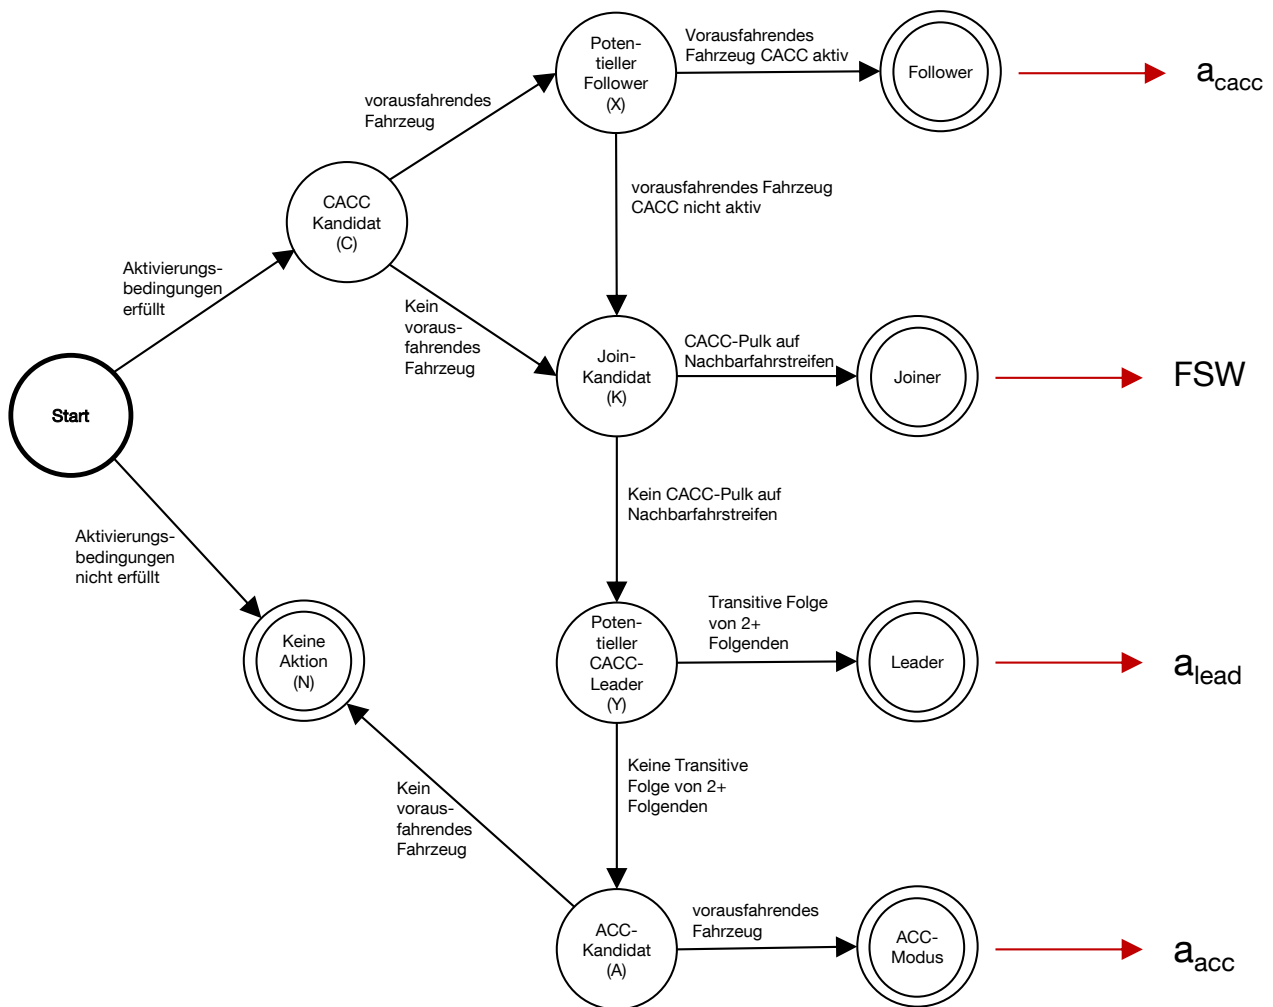 Poten-
tieller
Follower
(X)
Vorausfahrendes
Fahrzeug CACC aktiv
Follower
a_cacc
vorausfahrendes
Fahrzeug
CACC
Kandidat
(C)
vorausfahrendes Fahrzeug
CACC nicht aktiv
Aktivierungs-
bedingungen
erfüllt
Kein
voraus-
fahrendes
Fahrzeug
Join-
Kandidat
(K)
CACC-Pulk auf
Nachbarfahrstreifen
Joiner
FSW
Start
Kein CACC-Pulk auf
Nachbarfahrstreifen
Aktivierungs-
bedingungen
nicht erfüllt
Keine
Aktion
(N)
Poten-
tieller
CACC-
Leader
(Y)
Transitive Folge
von 2+
Folgenden
Leader
a_lead
Keine Transitive
Folge von 2+
Folgenden
Kein
voraus-
fahrendes
Fahrzeug
ACC-
Kandidat
(A)
vorausfahrendes
Fahrzeug
ACC-
Modus
a_acc